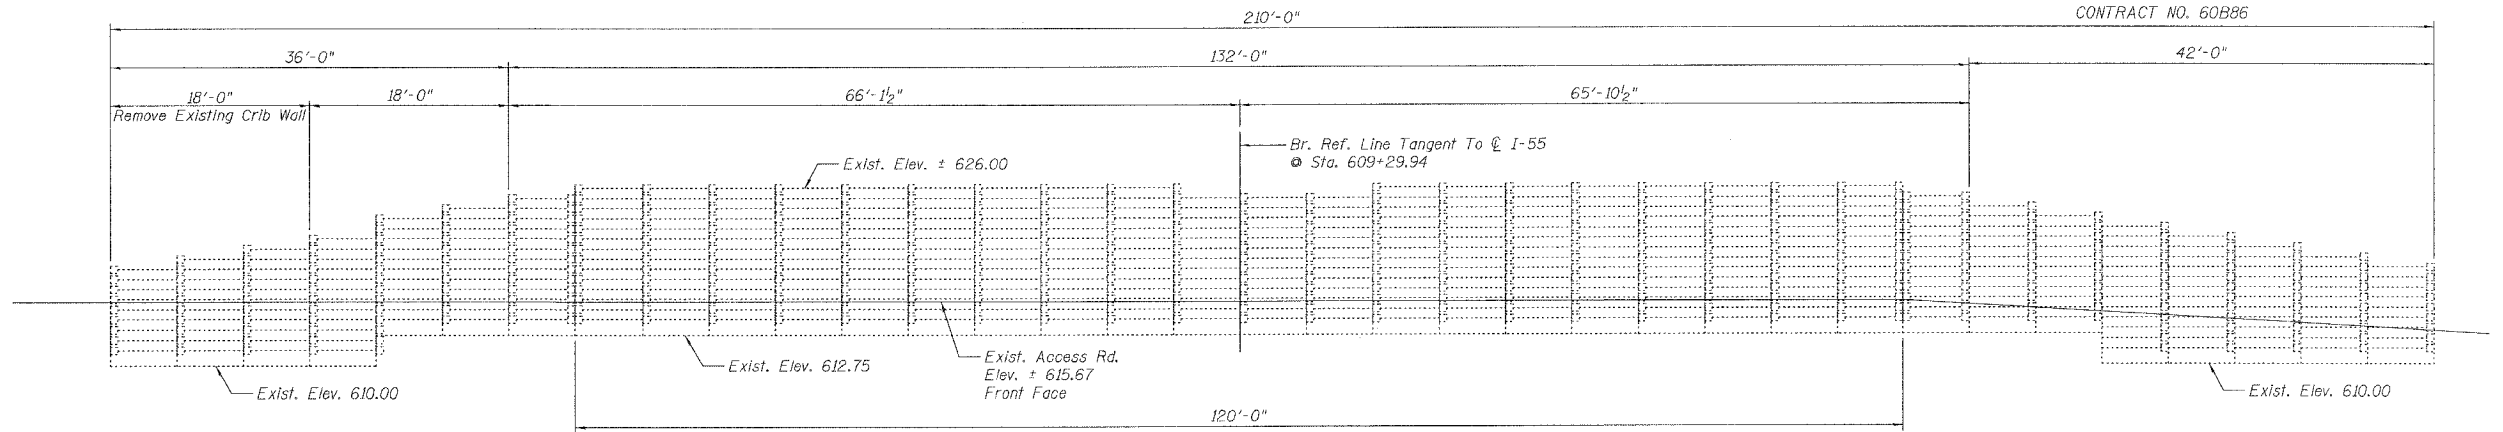 210'-0"
CONTRACT NO. 60B86
36'-0"
132'-0"
42'-0"
18'-0"
18'-0"
66'-1½"
65'-10½"
Remove Existing Crib Wall
Br. Ref. Line Tangent To ℄ I-55
@ Sta. 609+29.94
Exist. Elev. ± 626.00
Exist. Elev. 612.75
Exist. Access Rd.
Elev. ± 615.67
Front Face
Exist. Elev. 610.00
Exist. Elev. 610.00
120'-0"